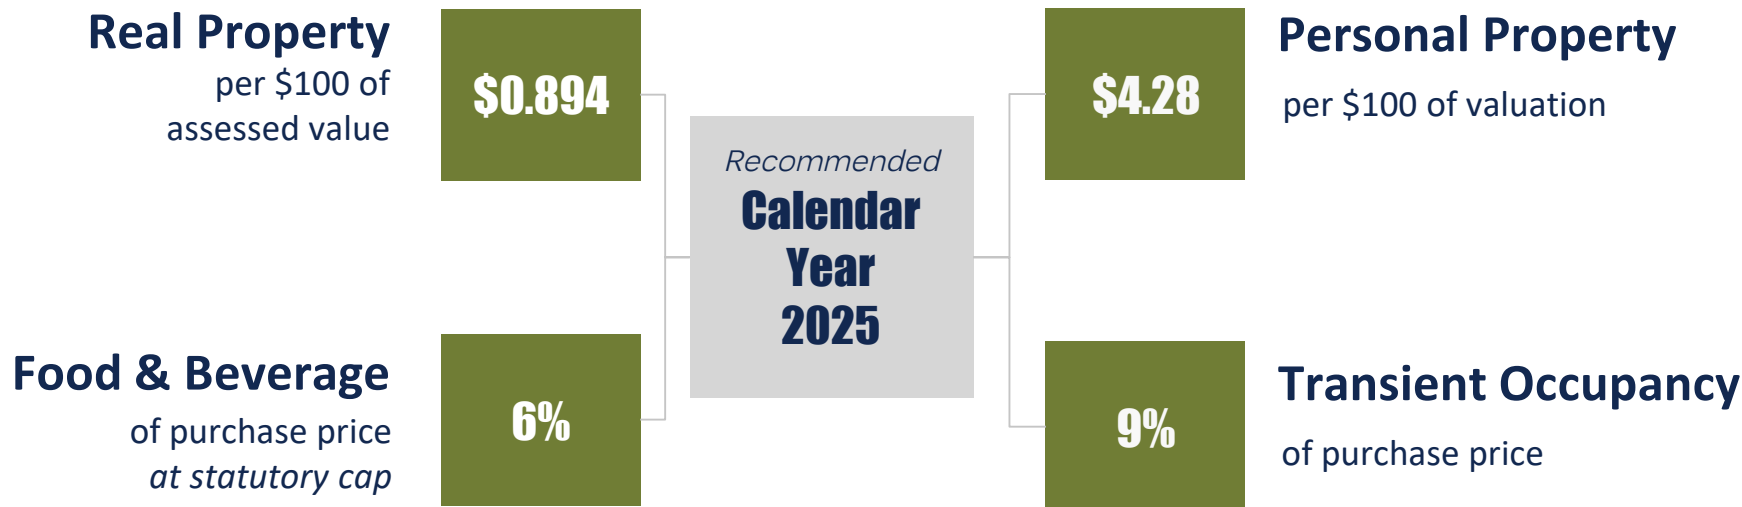 Real Property
per $100 of
assessed value
$0.894
Food & Beverage
of purchase price
at statutory cap
6%
Recommended
Calendar
Year
2025
$4.28
Personal Property
per $100 of valuation
9%
Transient Occupancy
of purchase price